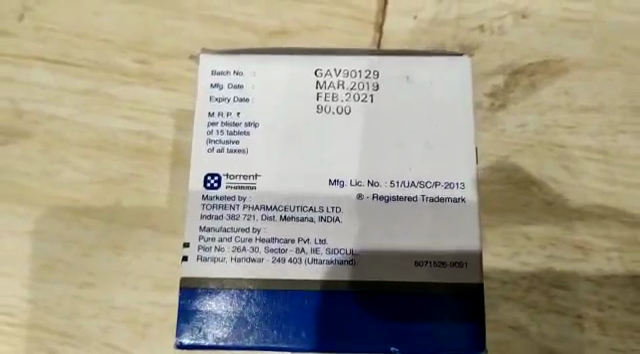 Batch No. : GAV90129
Mfg. Date : MAR.2019
Expiry Date : FEB.2021
M.R.P. ₹ 90.00
per blister strip
of 15 tablets
(Inclusive
of all taxes)
torrent
PHARMA
Mfg. Lic. No. : 51/UA/SC/P-2013
® - Registered Trademark
Marketed by :
TORRENT PHARMACEUTICALS LTD.
Indrad-382 721, Dist. Mehsana, INDIA.
Manufactured by :
Pure and Cure Healthcare Pvt. Ltd.
Plot No : 26A-30, Sector - 8A, IIE, SIDCUL,
Ranipur, Haridwar - 249 403 (Uttarakhand).
8071526-9091